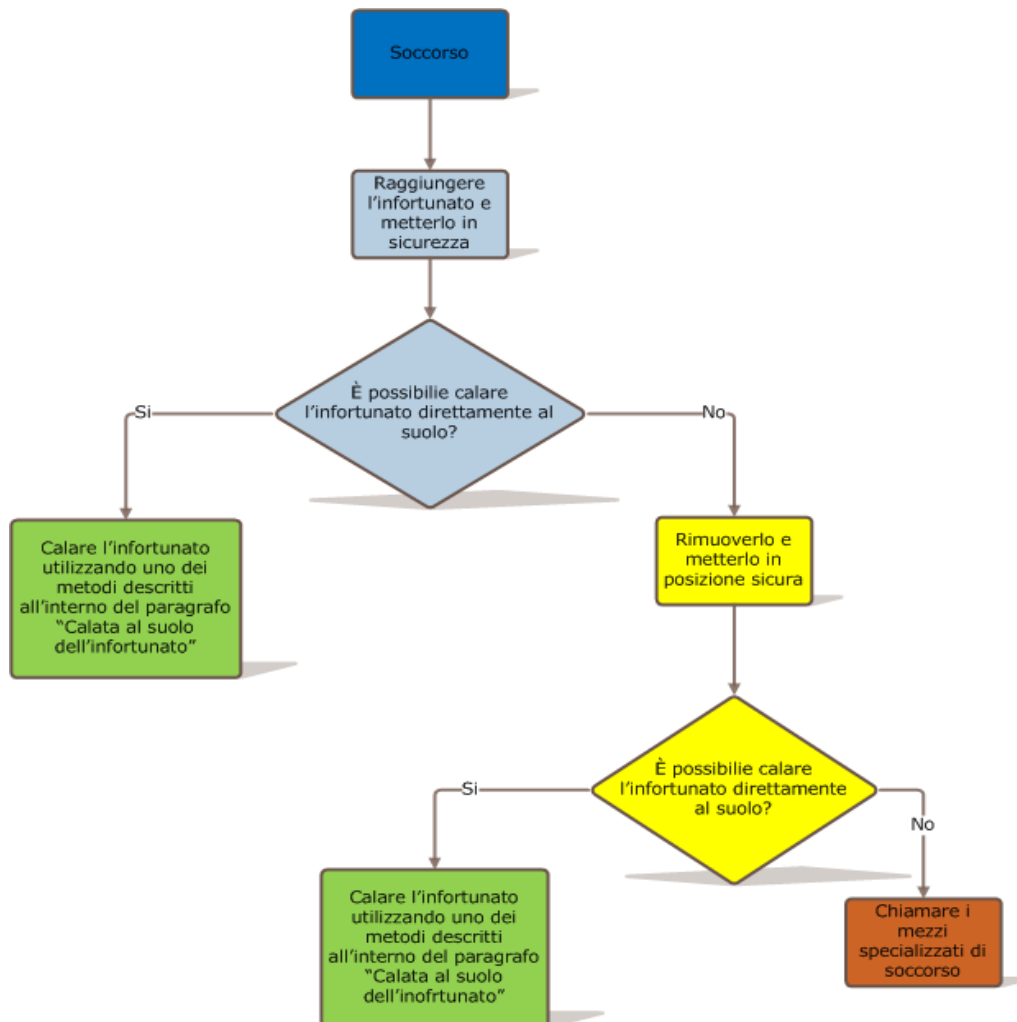 Soccorso
Raggiungere
l'infortunato e
metterlo in
sicurezza
È possibilie calare
l'infortunato direttamente al
suolo?
Si
No
Calare l'infortunato
utilizzando uno dei
metodi descritti
all'interno del paragrafo
“Calata al suolo
dell'infortunato”
Rimuoverlo e
metterlo in
posizione sicura
È possibilie calare
l'infortunato direttamente
al suolo?
Si
No
Calare l'infortunato
utilizzando uno dei
metodi descritti
all'interno del paragrafo
“Calata al suolo
dell'inofrtunato”
Chiamare i
mezzi
specializzati di
soccorso